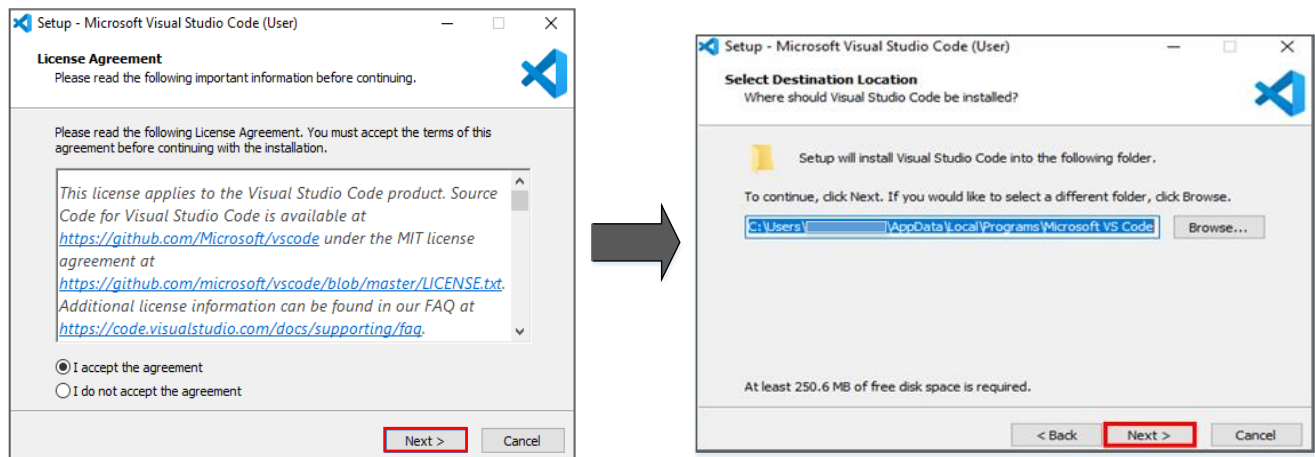 Setup - Microsoft Visual Studio Code (User)
License Agreement
Please read the following important information before continuing.
Please read the following License Agreement. You must accept the terms of this
agreement before continuing with the installation.
This license applies to the Visual Studio Code product. Source
Code for Visual Studio Code is available at
https://github.com/Microsoft/vscode under the MIT license
agreement at
https://github.com/microsoft/vscode/blob/master/LICENSE.txt.
Additional license information can be found in our FAQ at
https://code.visualstudio.com/docs/supporting/faq.
I accept the agreement
I do not accept the agreement
Next >
Cancel
Setup - Microsoft Visual Studio Code (User)
Select Destination Location
Where should Visual Studio Code be installed?
Setup will install Visual Studio Code into the following folder.
To continue, click Next. If you would like to select a different folder, click Browse.
C:\Users\ \AppData\Local\Programs\Microsoft VS Code
Browse...
At least 250.6 MB of free disk space is required.
< Back
Next >
Cancel